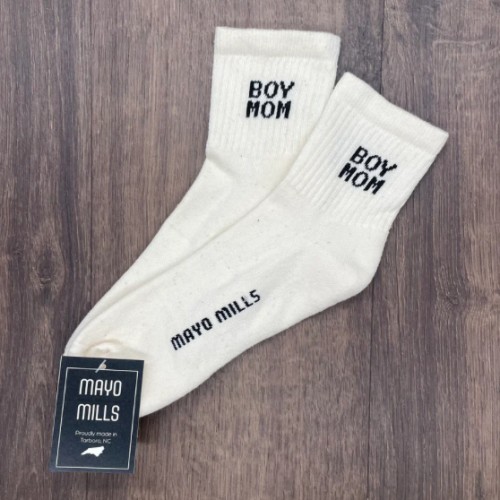 BOY
MOM
BOY
MOM
MAYO MILLS
MAYO
MILLS
Proudly made in
Tarboro, NC